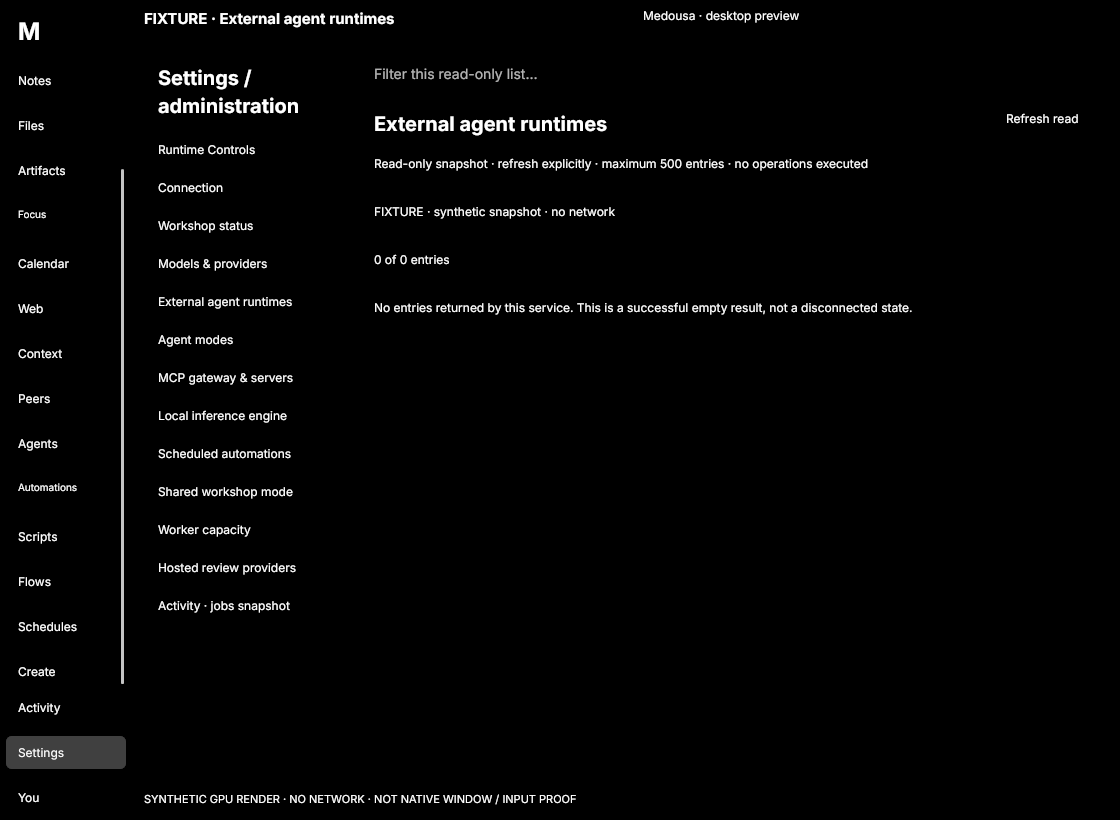 M
Notes
Files
Artifacts
Focus
Calendar
Web
Context
Peers
Agents
Automations
Scripts
Flows
Schedules
Create
Activity
Settings
You
FIXTURE · External agent runtimes
Medousa · desktop preview
Settings /
administration
Runtime Controls
Connection
Workshop status
Models & providers
External agent runtimes
Agent modes
MCP gateway & servers
Local inference engine
Scheduled automations
Shared workshop mode
Worker capacity
Hosted review providers
Activity · jobs snapshot
Filter this read-only list...
External agent runtimes
Refresh read
Read-only snapshot · refresh explicitly · maximum 500 entries · no operations executed
FIXTURE · synthetic snapshot · no network
0 of 0 entries
No entries returned by this service. This is a successful empty result, not a disconnected state.
SYNTHETIC GPU RENDER · NO NETWORK · NOT NATIVE WINDOW / INPUT PROOF